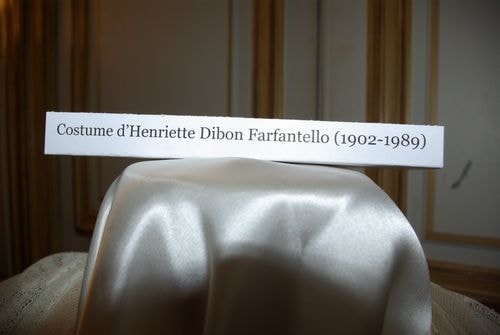 Costume d'Henriette Dibon Farfantello (1902-1989)